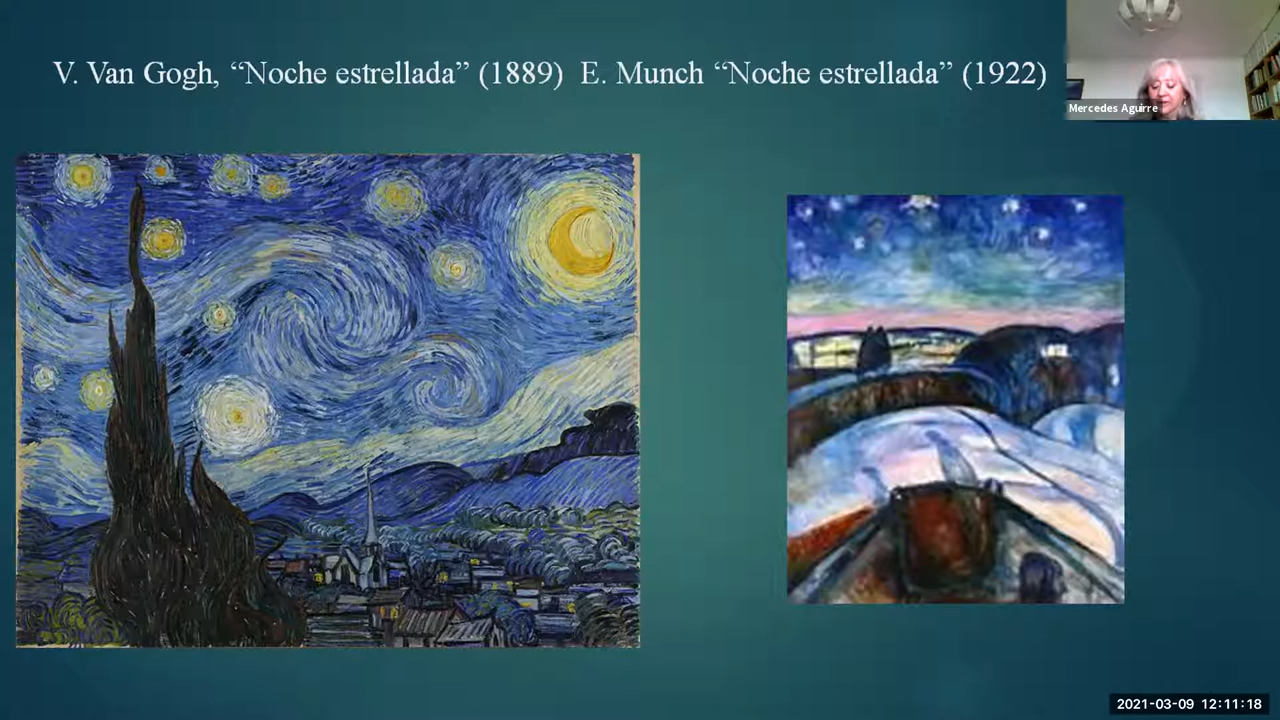 V. Van Gogh, “Noche estrellada” (1889)  E. Munch “Noche estrellada” (1922)
Mercedes Aguirre
2021-03-09 12:11:18